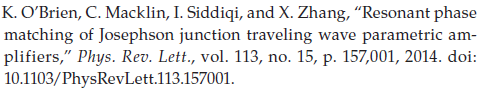 K. O'Brien, C. Macklin, I. Siddiqi, and X. Zhang, “Resonant phase
matching of Josephson junction traveling wave parametric am-
plifiers,” Phys. Rev. Lett., vol. 113, no. 15, p. 157,001, 2014. doi:
10.1103/PhysRevLett.113.157001.